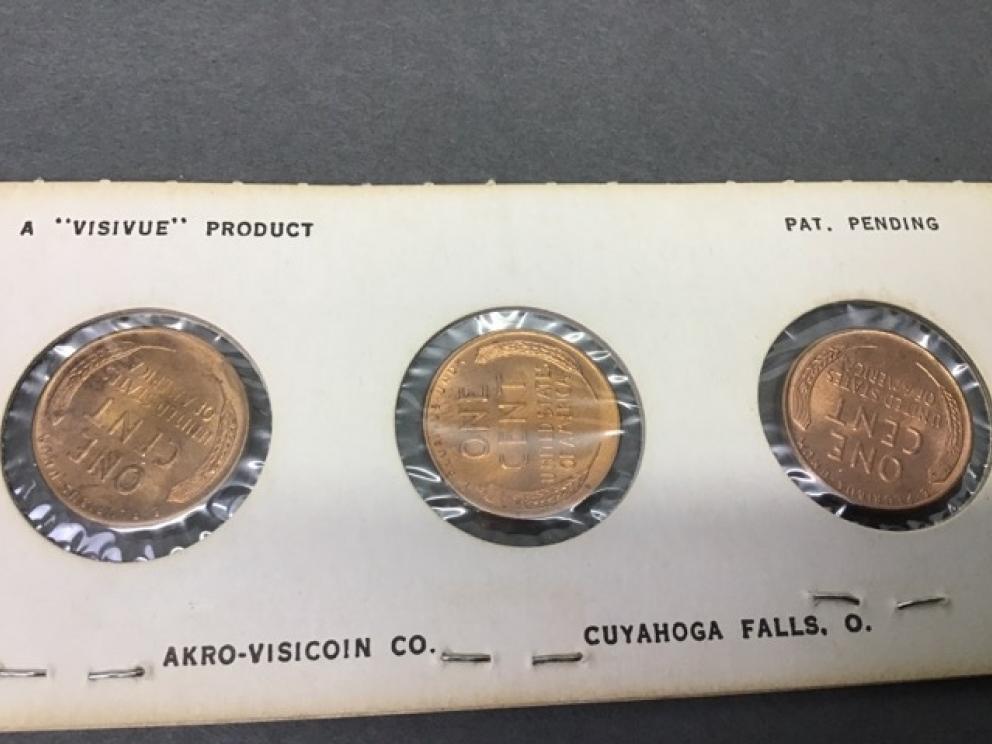 A "VISIVUE" PRODUCT
PAT. PENDING
ONE
CENT
UNITED STATES
OF AMERICA
ONE
CENT
UNITED STATES
OF AMERICA
ONE
CENT
UNITED STATES
OF AMERICA
AKRO-VISICOIN CO.
CUYAHOGA FALLS, O.